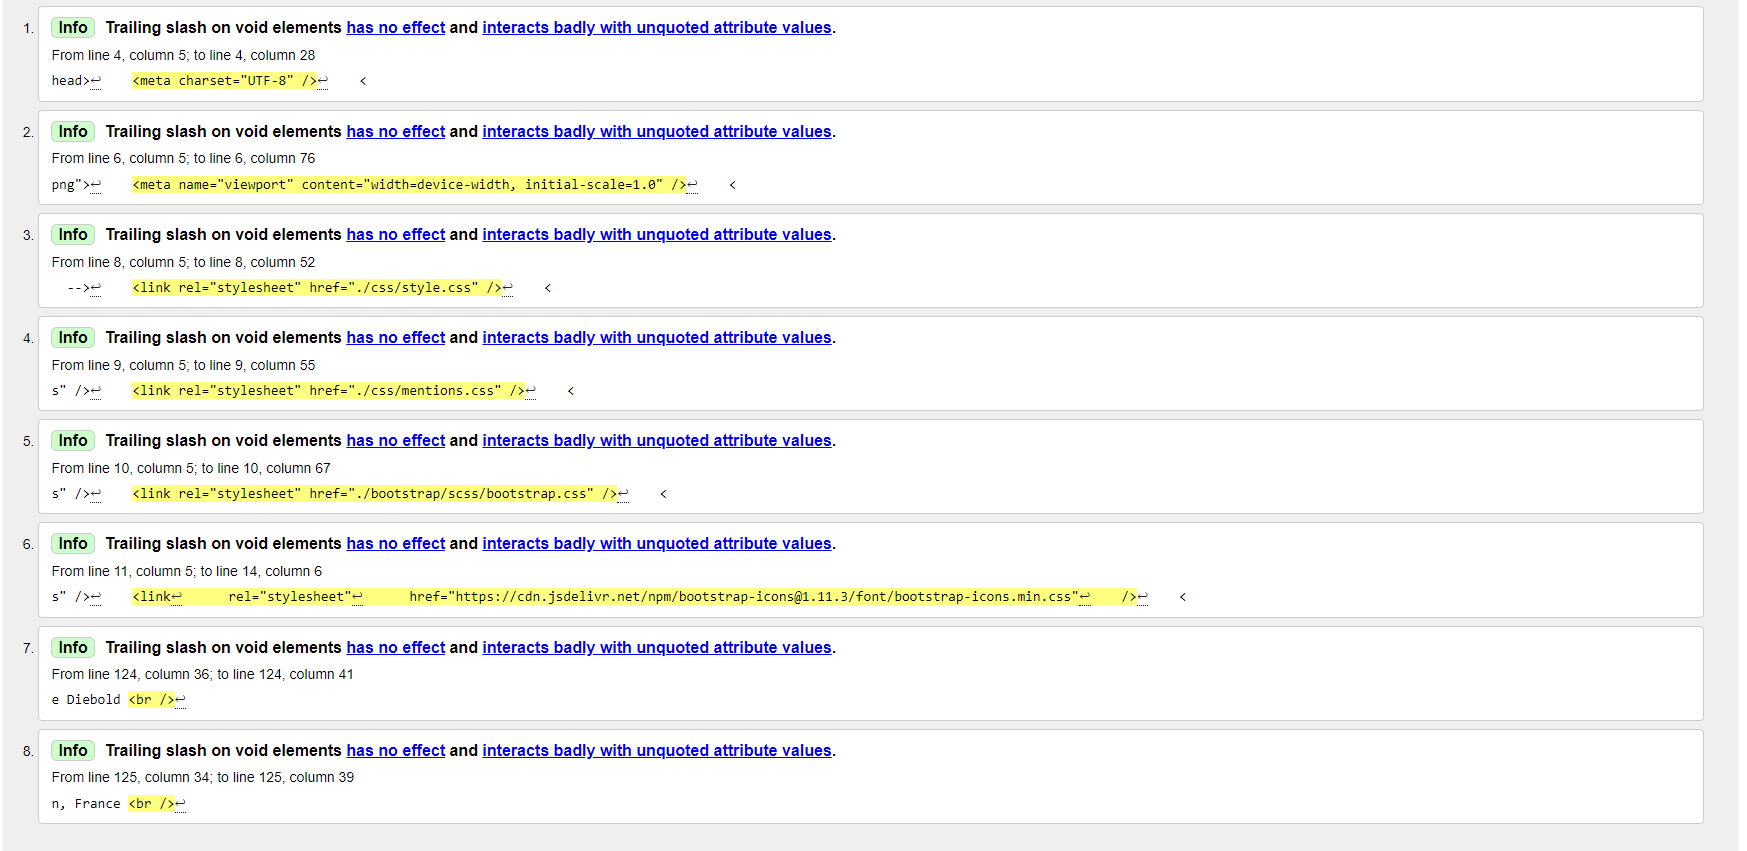 1. Info Trailing slash on void elements has no effect and interacts badly with unquoted attribute values.
From line 4, column 5; to line 4, column 28
head>↩    <meta charset="UTF-8" />↩    <
2. Info Trailing slash on void elements has no effect and interacts badly with unquoted attribute values.
From line 6, column 5; to line 6, column 76
png">↩    <meta name="viewport" content="width=device-width, initial-scale=1.0" />↩    <
3. Info Trailing slash on void elements has no effect and interacts badly with unquoted attribute values.
From line 8, column 5; to line 8, column 52
-->↩    <link rel="stylesheet" href="./css/style.css" />↩    <
4. Info Trailing slash on void elements has no effect and interacts badly with unquoted attribute values.
From line 9, column 5; to line 9, column 55
s" />↩    <link rel="stylesheet" href="./css/mentions.css" />↩    <
5. Info Trailing slash on void elements has no effect and interacts badly with unquoted attribute values.
From line 10, column 5; to line 10, column 67
s" />↩    <link rel="stylesheet" href="./bootstrap/scss/bootstrap.css" />↩    <
6. Info Trailing slash on void elements has no effect and interacts badly with unquoted attribute values.
From line 11, column 5; to line 14, column 6
s" />↩    <link↩      rel="stylesheet"↩      href="https://cdn.jsdelivr.net/npm/bootstrap-icons@1.11.3/font/bootstrap-icons.min.css"↩    />↩    <
7. Info Trailing slash on void elements has no effect and interacts badly with unquoted attribute values.
From line 124, column 36; to line 124, column 41
e Diebold <br />↩
8. Info Trailing slash on void elements has no effect and interacts badly with unquoted attribute values.
From line 125, column 34; to line 125, column 39
n, France <br />↩